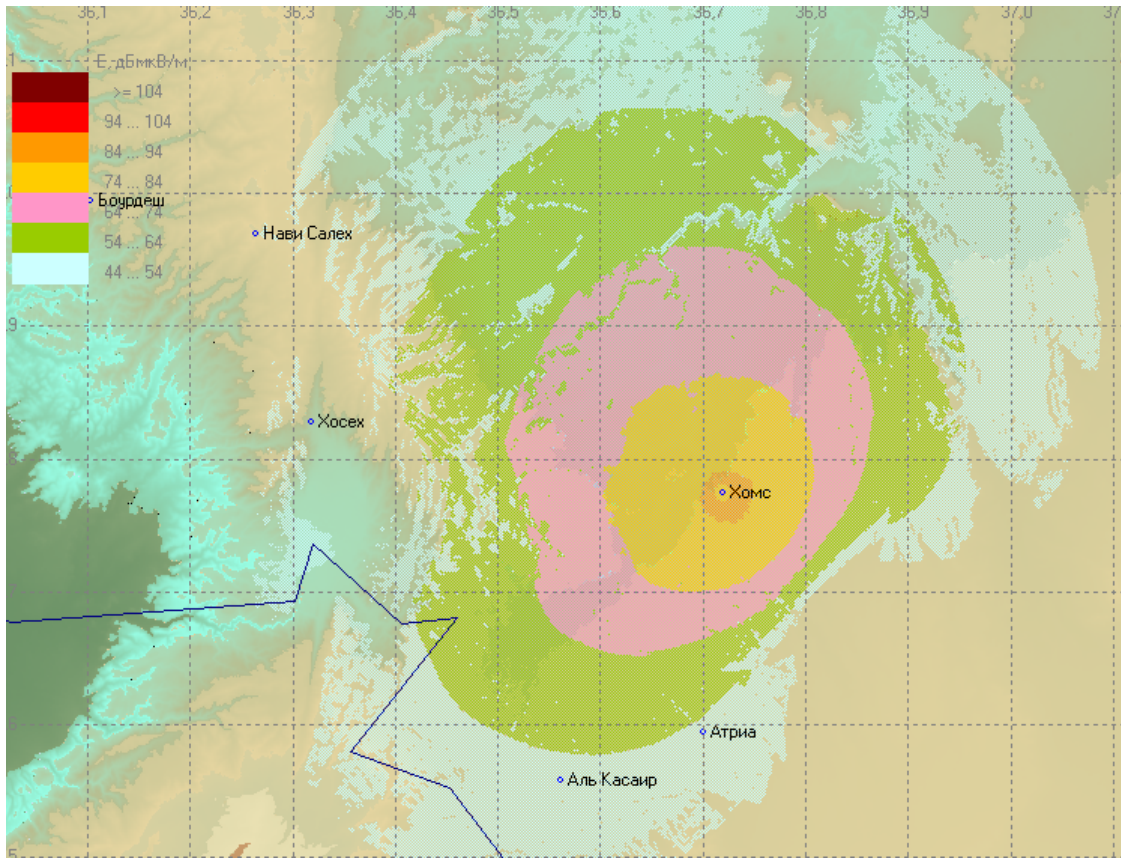 36,1 36,2 36,3 36,4 36,5 36,6 36,7 36,8 36,9 37,0
E, дБмкВ/м
>= 104
94 ... 104
84 ... 94
74 ... 84
64 ... 74
54 ... 64
44 ... 54
Боурдеш
Нави Салех
9
Хосех
Хомс
Атриа
Аль Касаир
5